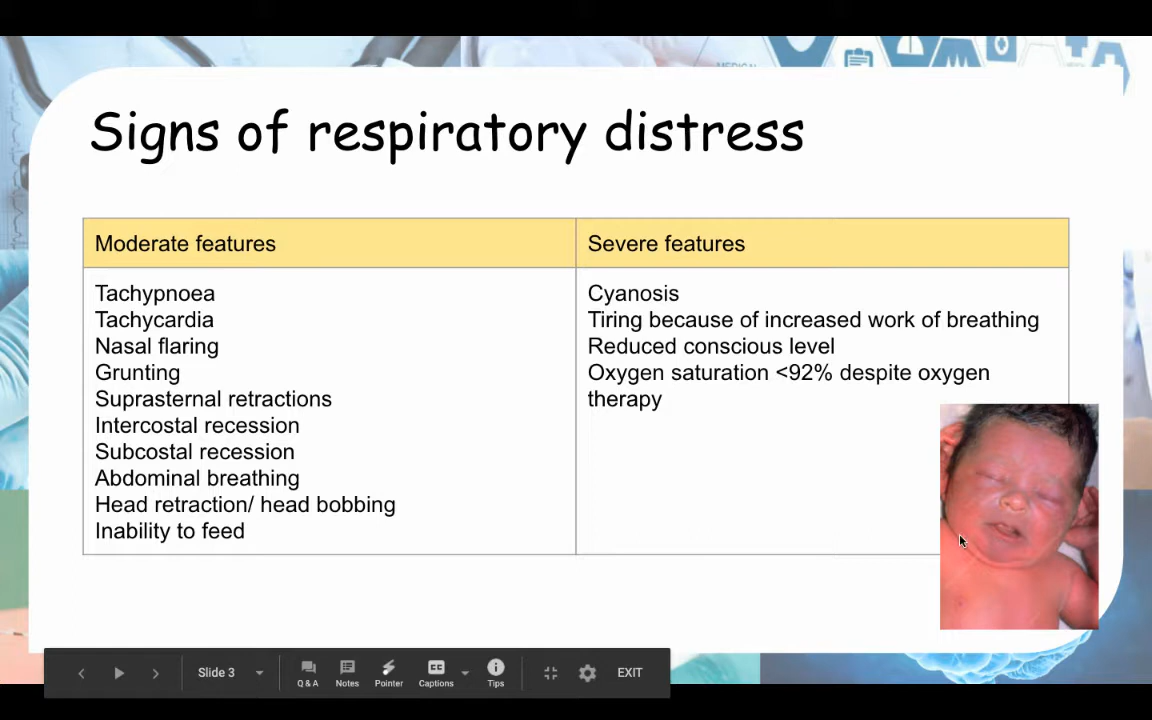 MEDICAL
Signs of respiratory distress
Moderate features
Severe features
Tachypnoea
Tachycardia
Nasal flaring
Grunting
Suprasternal retractions
Intercostal recession
Subcostal recession
Abdominal breathing
Head retraction/ head bobbing
Inability to feed
Cyanosis
Tiring because of increased work of breathing
Reduced conscious level
Oxygen saturation <92% despite oxygen
therapy
Slide 3
Q & A
Notes
Pointer
CC
Captions
Tips
EXIT